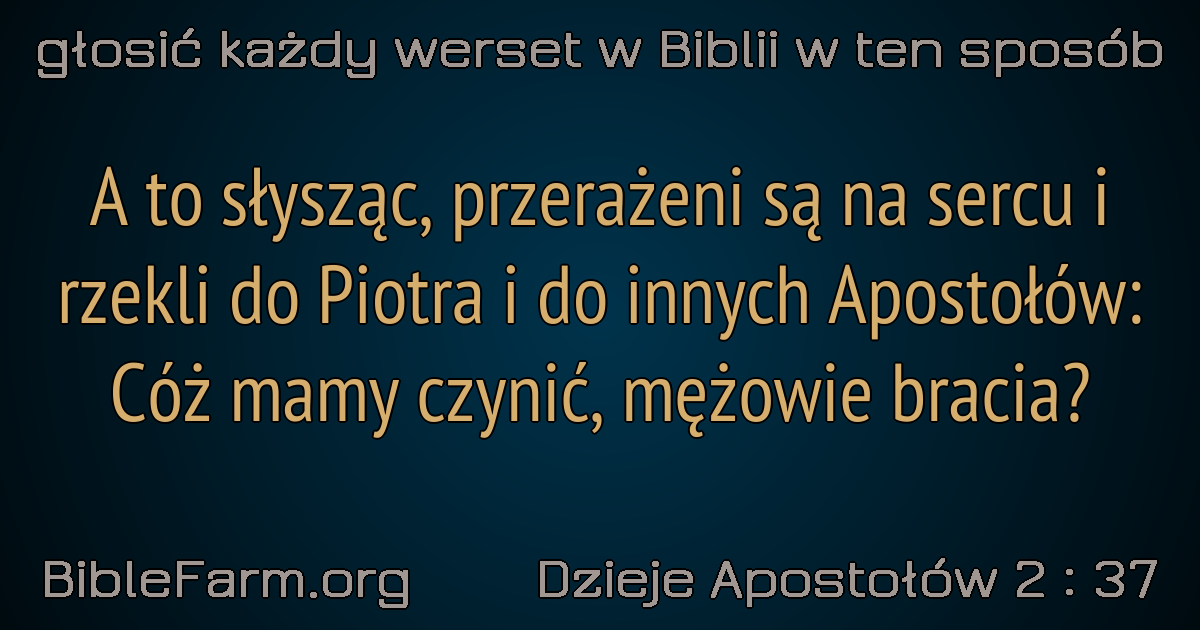 głosić każdy werset w Biblii w ten sposób
A to słysząc, przerażeni są na sercu i
rzekli do Piotra i do innych Apostołów:
Cóż mamy czynić, mężowie bracia?
BibleFarm.org
Dzieje Apostołów 2 : 37